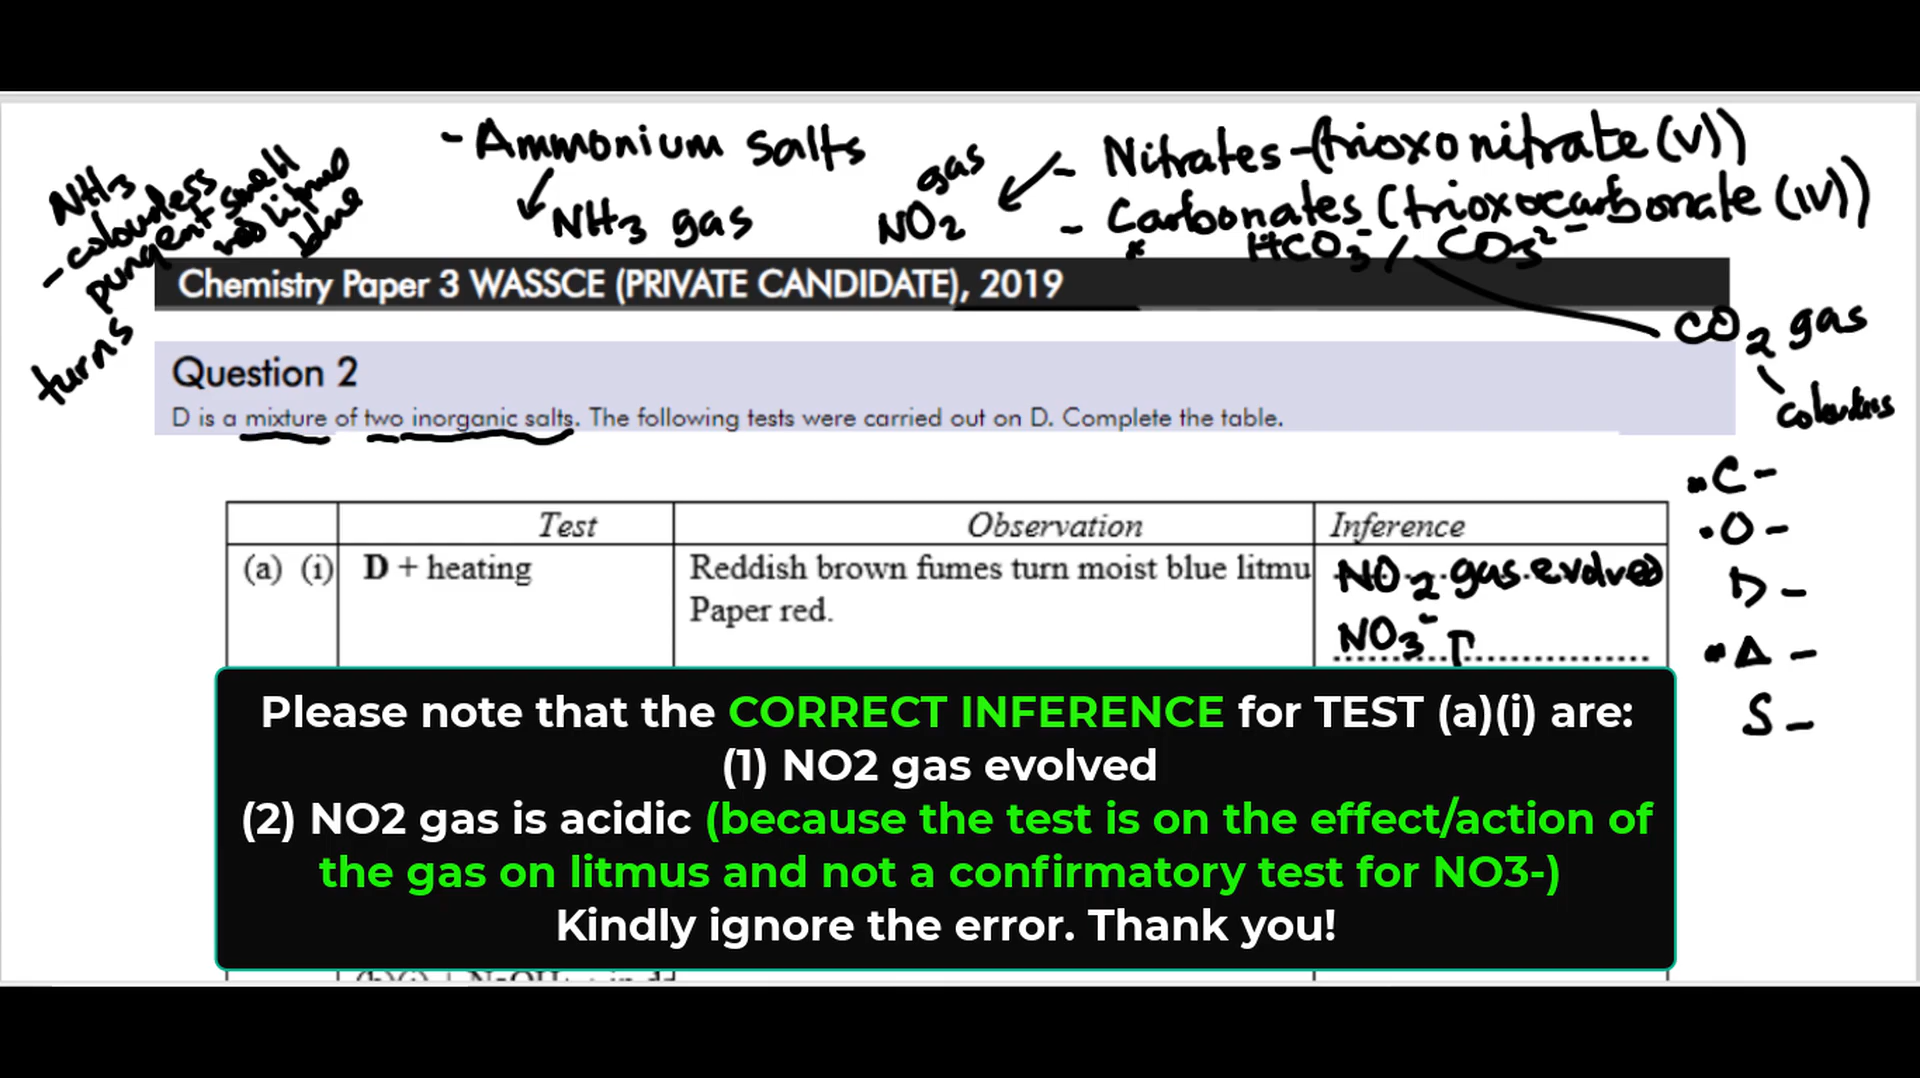 - Ammonium Salts
NH3 gas
NO2 gas
- Nitrates - (trioxonitrate (v))
- Carbonates (trioxocarbonate (IV))
HCO3- / CO3²-
CO2 gas
colourless
NH3
- colourless
pungent smell
turns red litmus
blue
Chemistry Paper 3 WASSCE (PRIVATE CANDIDATE), 2019
Question 2
D is a mixture of two inorganic salts. The following tests were carried out on D. Complete the table.
Test Observation Inference
(a) (i) D + heating Reddish brown fumes turn moist blue litmu NO2 gas evolved
Paper red. NO3-
C -
O -
D -
A -
S -
Please note that the CORRECT INFERENCE for TEST (a)(i) are:
(1) NO2 gas evolved
(2) NO2 gas is acidic (because the test is on the effect/action of
the gas on litmus and not a confirmatory test for NO3-)
Kindly ignore the error. Thank you!